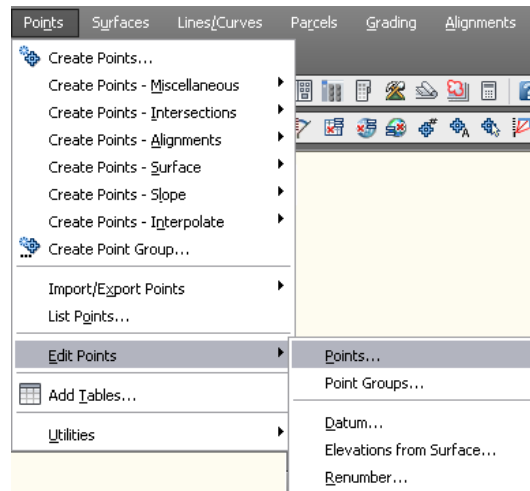 Points Surfaces Lines/Curves Parcels Grading Alignments
Create Points...
Create Points - Miscellaneous
Create Points - Intersections
Create Points - Alignments
Create Points - Surface
Create Points - Slope
Create Points - Interpolate
Create Point Group...
Import/Export Points
List Points...
Edit Points
Points...
Point Groups...
Add Tables...
Datum...
Utilities
Elevations from Surface...
Renumber...